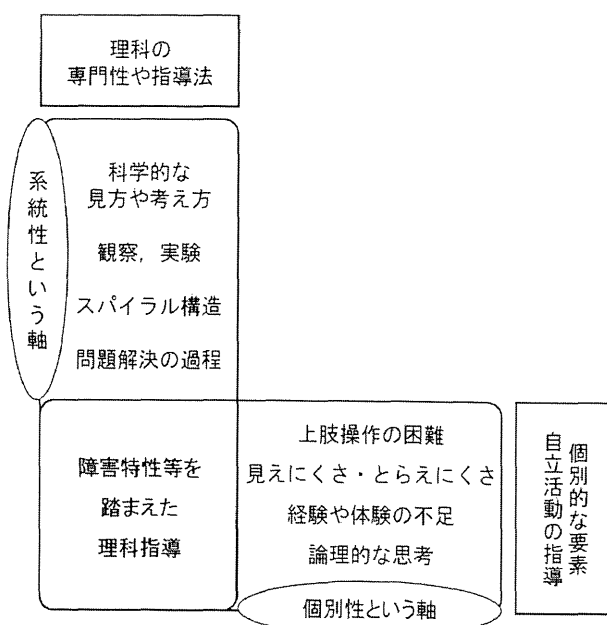 理科の
専門性や指導法
系統性という軸
科学的な
見方や考え方
観察，実験
スパイラル構造
問題解決の過程
障害特性等を
踏まえた
理科指導
上肢操作の困難
見えにくさ・とらえにくさ
経験や体験の不足
論理的な思考
個別性という軸
個別的な要素
自立活動の指導